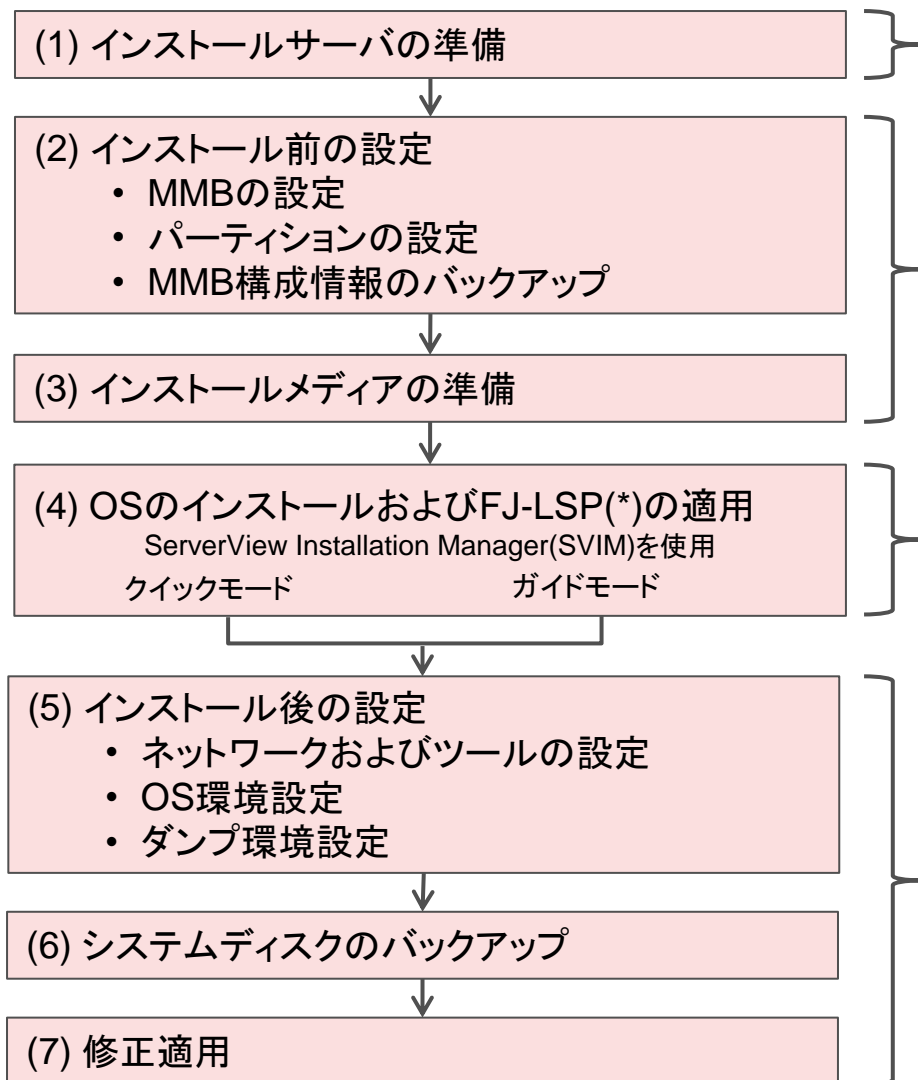 (1) インストールサーバの準備
(2) インストール前の設定
• MMBの設定
• パーティションの設定
• MMB構成情報のバックアップ
(3) インストールメディアの準備
(4) OSのインストールおよびFJ-LSP(*)の適用
ServerView Installation Manager(SVIM)を使用
クイックモード ガイドモード
(5) インストール後の設定
• ネットワークおよびツールの設定
• OS環境設定
• ダンプ環境設定
(6) システムディスクのバックアップ
(7) 修正適用